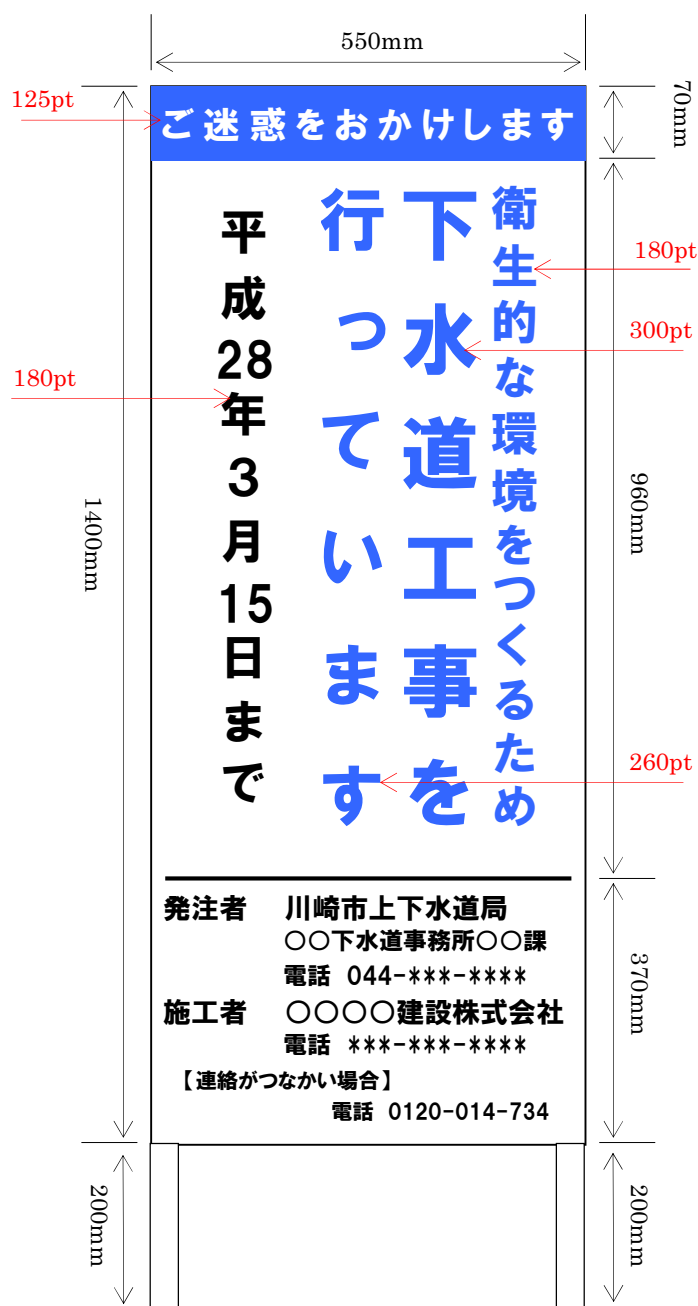 550mm
125pt
70mm
ご迷惑をおかけします
衛生的な環境をつくるため
下水道工事を
行っています
平成28年3月15日まで
180pt
300pt
180pt
260pt
1400mm
960mm
発注者 川崎市上下水道局
○○下水道事務所○○課
電話 044-***-****
施工者 ○○○○建設株式会社
電話 ***-***-****
【連絡がつなかい場合】
電話 0120-014-734
370mm
200mm
200mm